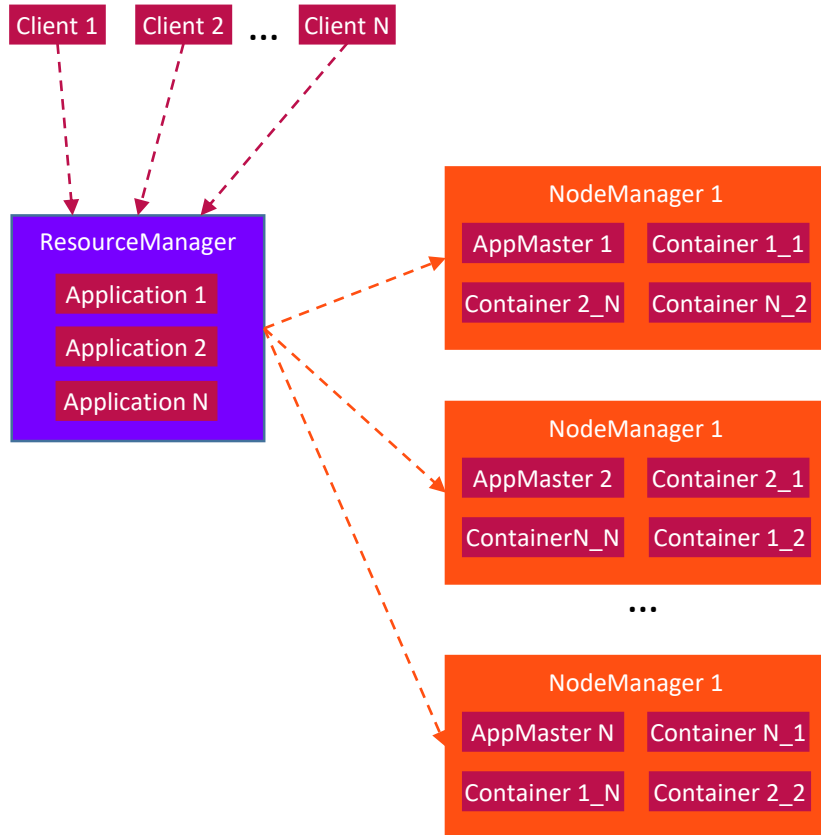 Client 1
Client 2
...
Client N
ResourceManager
Application 1
Application 2
Application N
NodeManager 1
AppMaster 1
Container 1_1
Container 2_N
Container N_2
NodeManager 1
AppMaster 2
Container 2_1
ContainerN_N
Container 1_2
...
NodeManager 1
AppMaster N
Container N_1
Container 1_N
Container 2_2